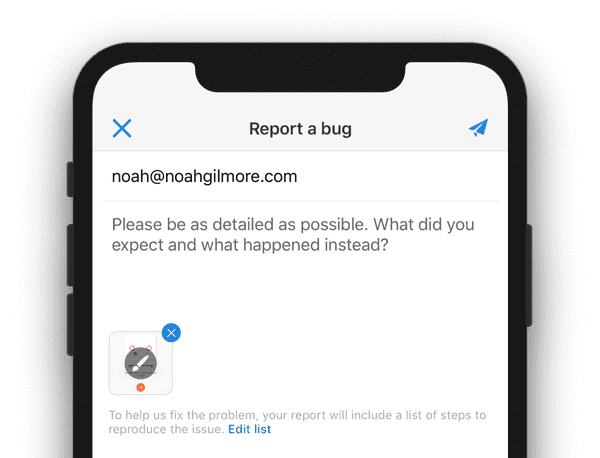 Report a bug
noah@noahgilmore.com
Please be as detailed as possible. What did you
expect and what happened instead?
To help us fix the problem, your report will include a list of steps to
reproduce the issue. Edit list